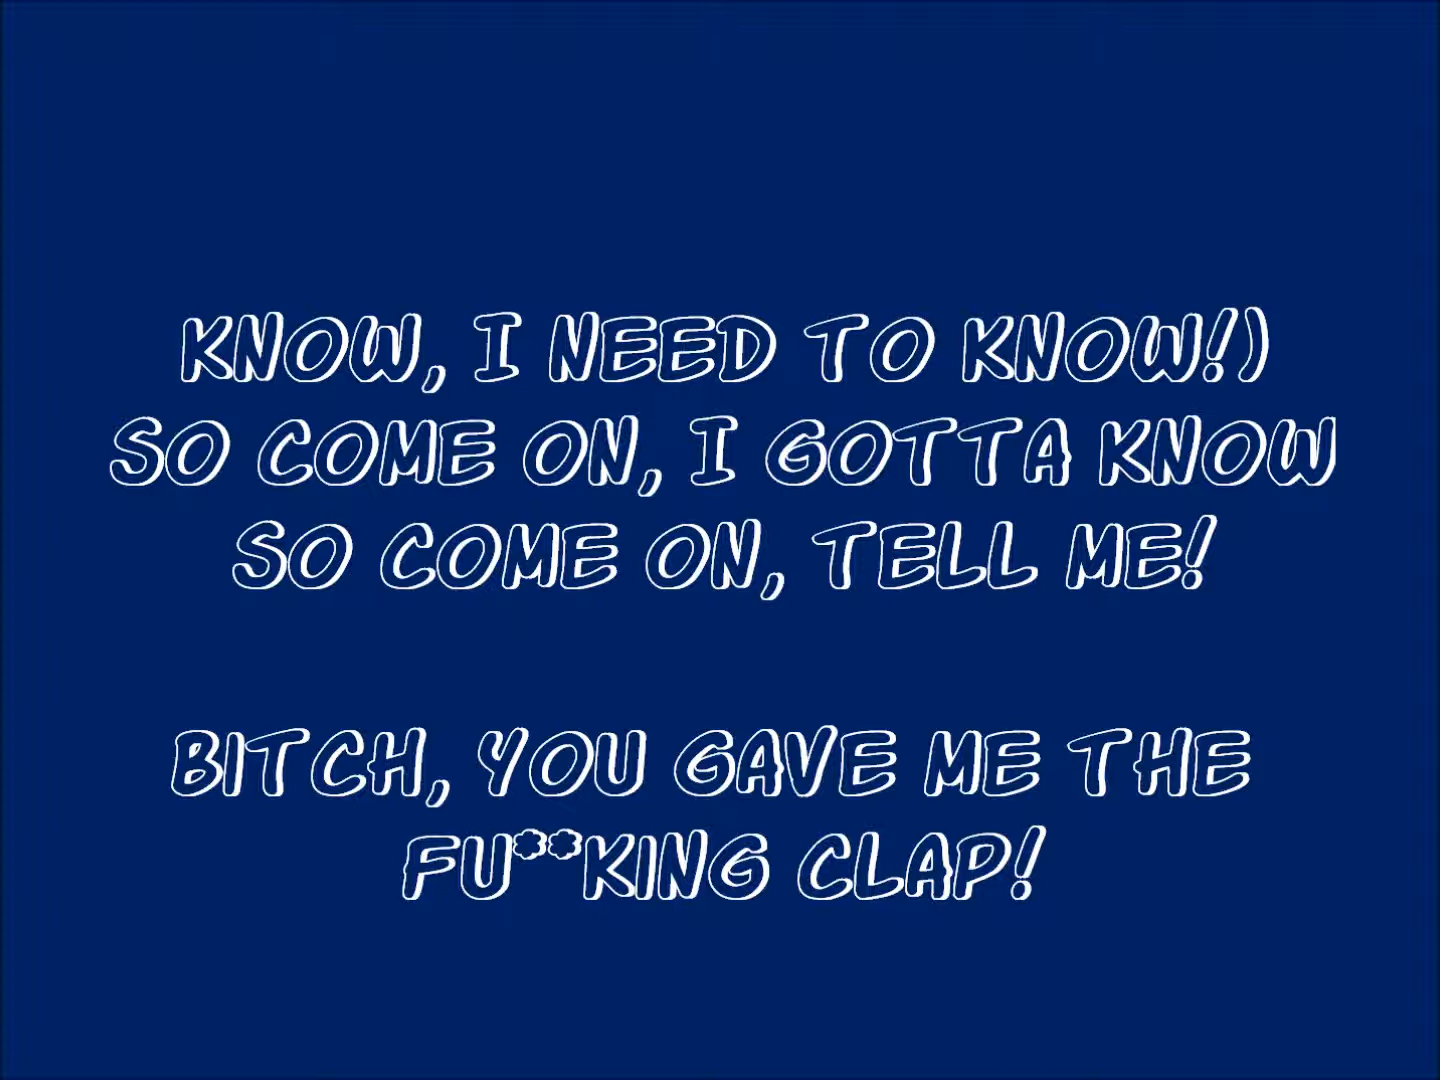 KNOW, I NEED TO KNOW!)
SO COME ON, I GOTTA KNOW
SO COME ON, TELL ME!
BITCH, YOU GAVE ME THE
FU**KING CLAP!